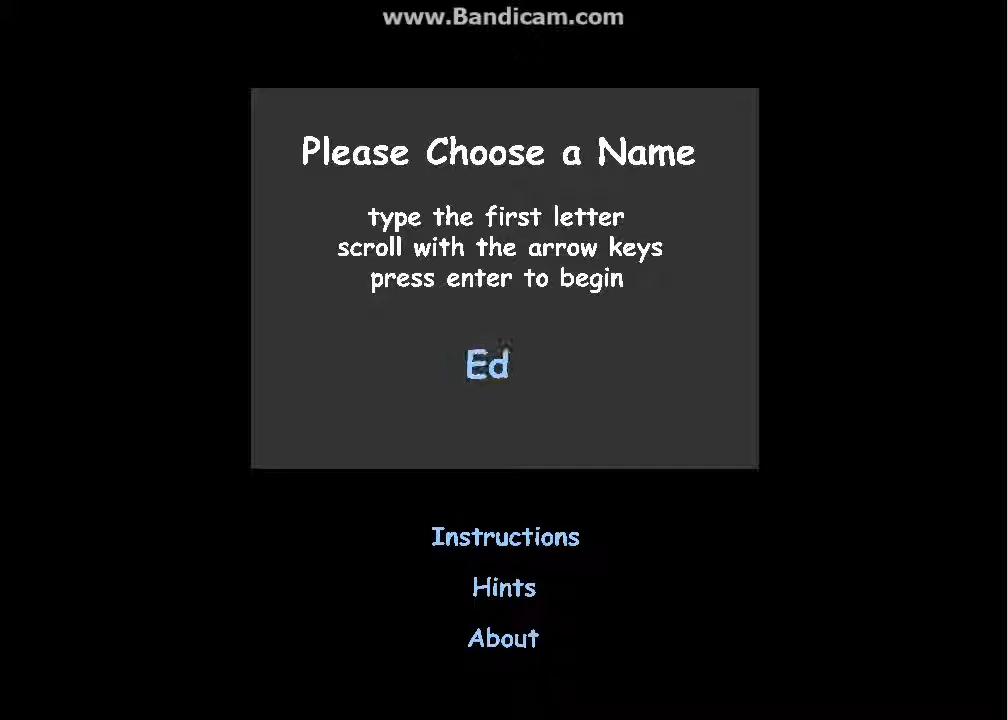 www.Bandicam.com
Please Choose a Name
type the first letter
scroll with the arrow keys
press enter to begin
Ed
Instructions
Hints
About